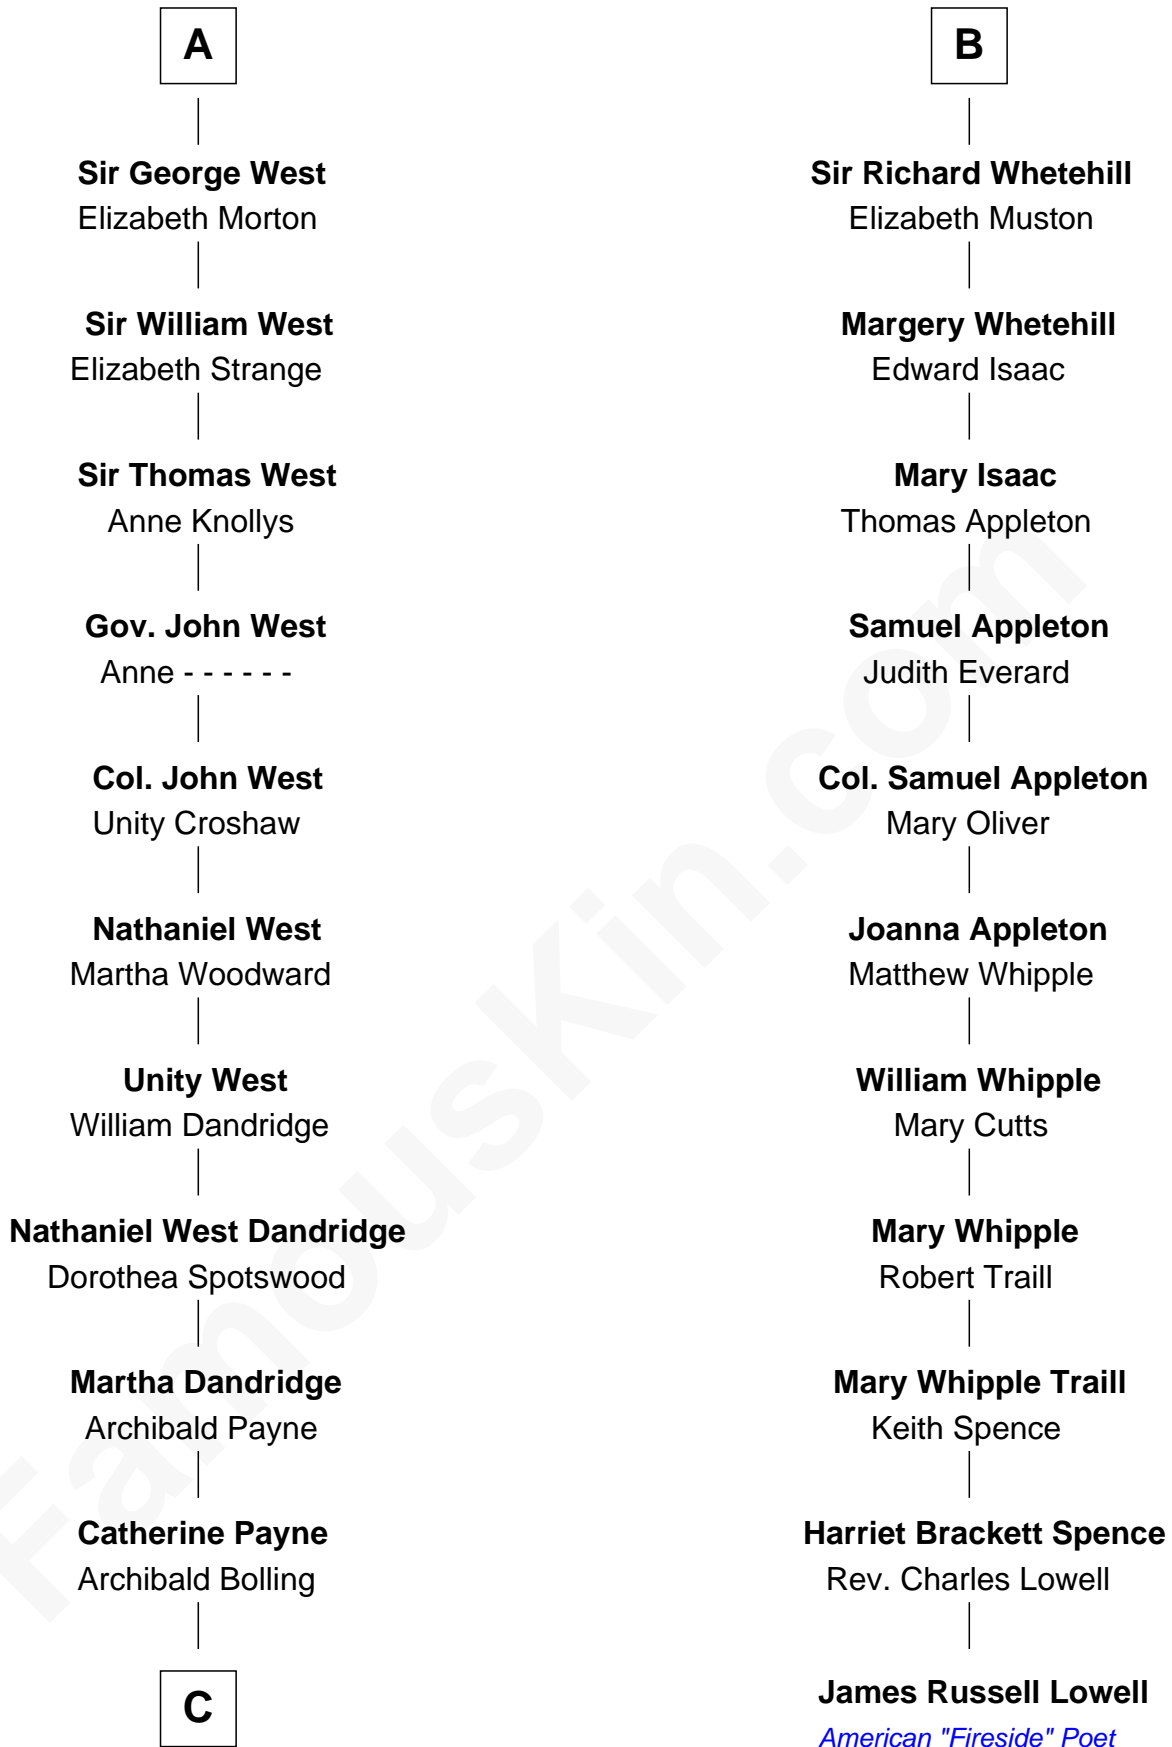 A
Sir George West
Elizabeth Morton
Sir William West
Elizabeth Strange
Sir Thomas West
Anne Knollys
Gov. John West
Anne - - - - - -
Col. John West
Unity Croshaw
Nathaniel West
Martha Woodward
Unity West
William Dandridge
Nathaniel West Dandridge
Dorothea Spotswood
Martha Dandridge
Archibald Payne
Catherine Payne
Archibald Bolling
C
B
Sir Richard Whetehill
Elizabeth Muston
Margery Whetehill
Edward Isaac
Mary Isaac
Thomas Appleton
Samuel Appleton
Judith Everard
Col. Samuel Appleton
Mary Oliver
Joanna Appleton
Matthew Whipple
William Whipple
Mary Cutts
Mary Whipple
Robert Traill
Mary Whipple Traill
Keith Spence
Harriet Brackett Spence
Rev. Charles Lowell
James Russell Lowell
American "Fireside" Poet
FamousKin.com